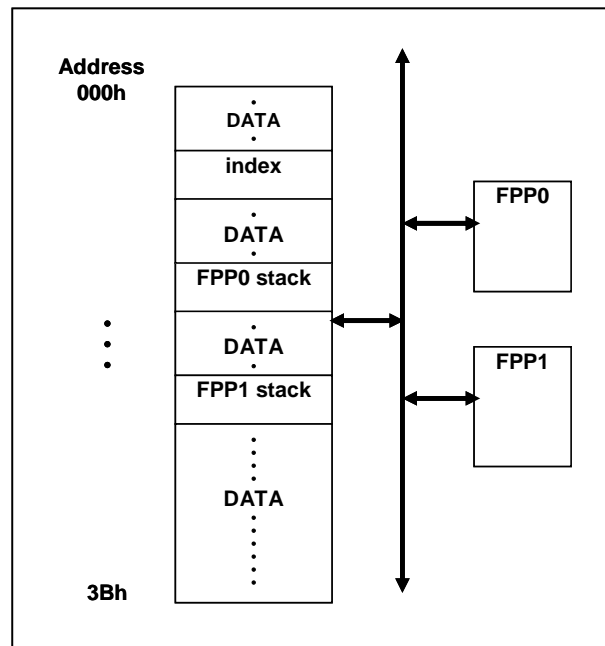 Address
000h
DATA
index
DATA
FPP0 stack
DATA
FPP1 stack
DATA
3Bh
FPP0
FPP1